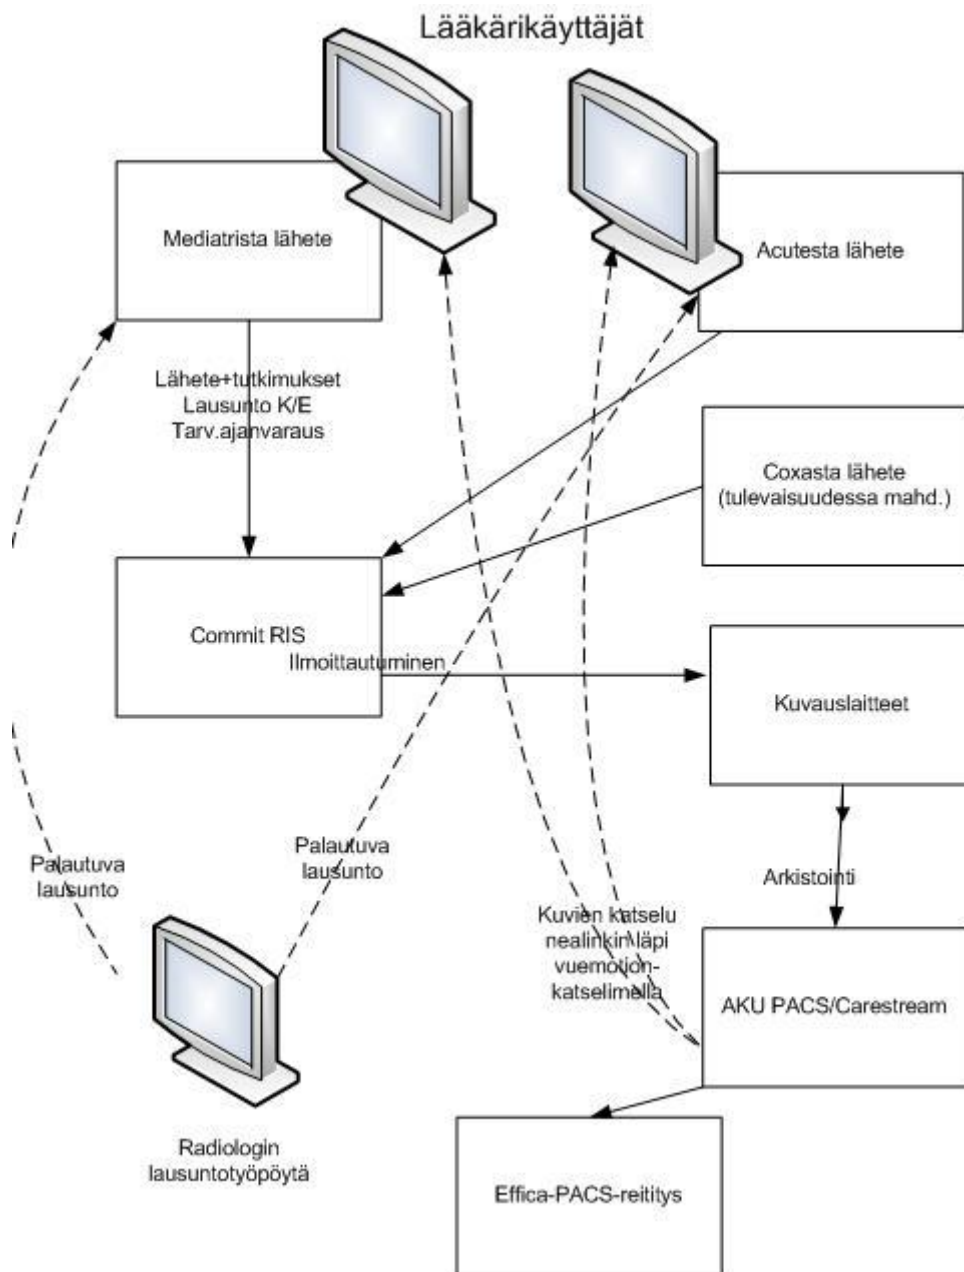 Lääkärikäyttäjät
Mediatrista lähete
Acutesta lähete
Lähete+tutkimukset
Lausunto K/E
Tarv.ajanvaraus
Coxasta lähete
(tulevaisuudessa mahd.)
Commit RIS
Ilmoittautuminen
Kuvauslaitteet
Palautuva
lausunto
Palautuva
lausunto
Arkistointi
Kuvien katselu
nealinkin läpi
vuemotion-
katselimella
AKU PACS/Carestream
Radiologin
lausuntotyöpöytä
Effica-PACS-reititys